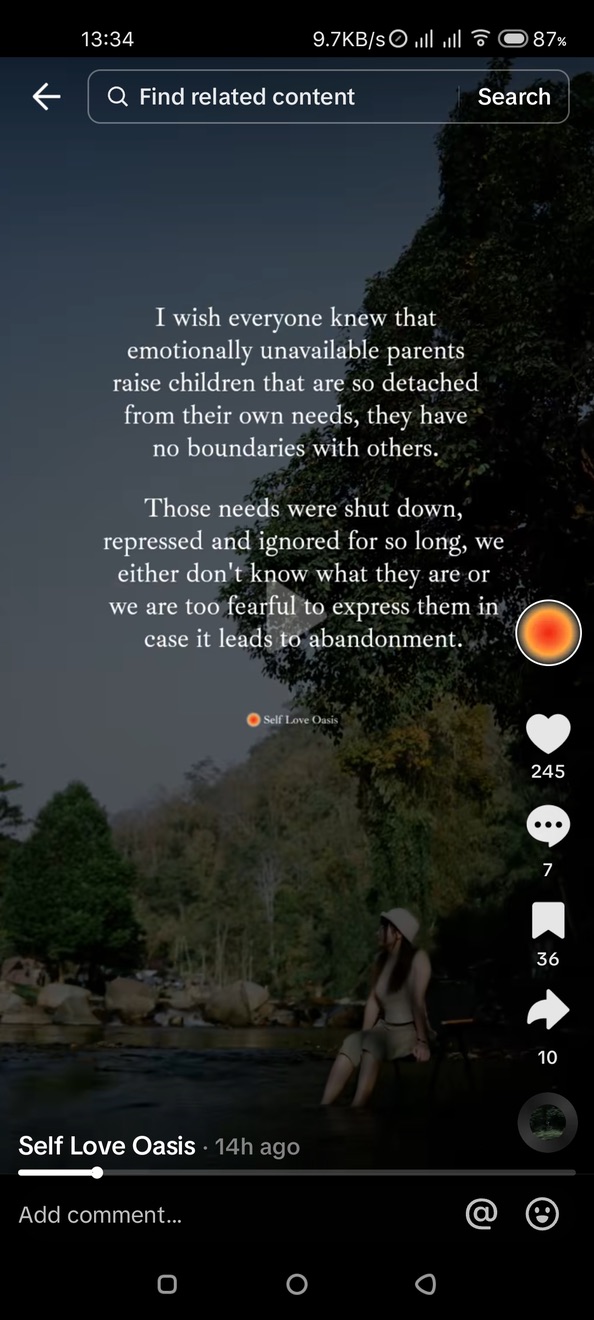 13:34
9.7KB/s
87%
Find related content
Search
I wish everyone knew that
emotionally unavailable parents
raise children that are so detached
from their own needs, they have
no boundaries with others.
Those needs were shut down,
repressed and ignored for so long, we
either don't know what they are or
we are too fearful to express them in
case it leads to abandonment.
Self Love Oasis
245
7
36
10
Self Love Oasis · 14h ago
Add comment...